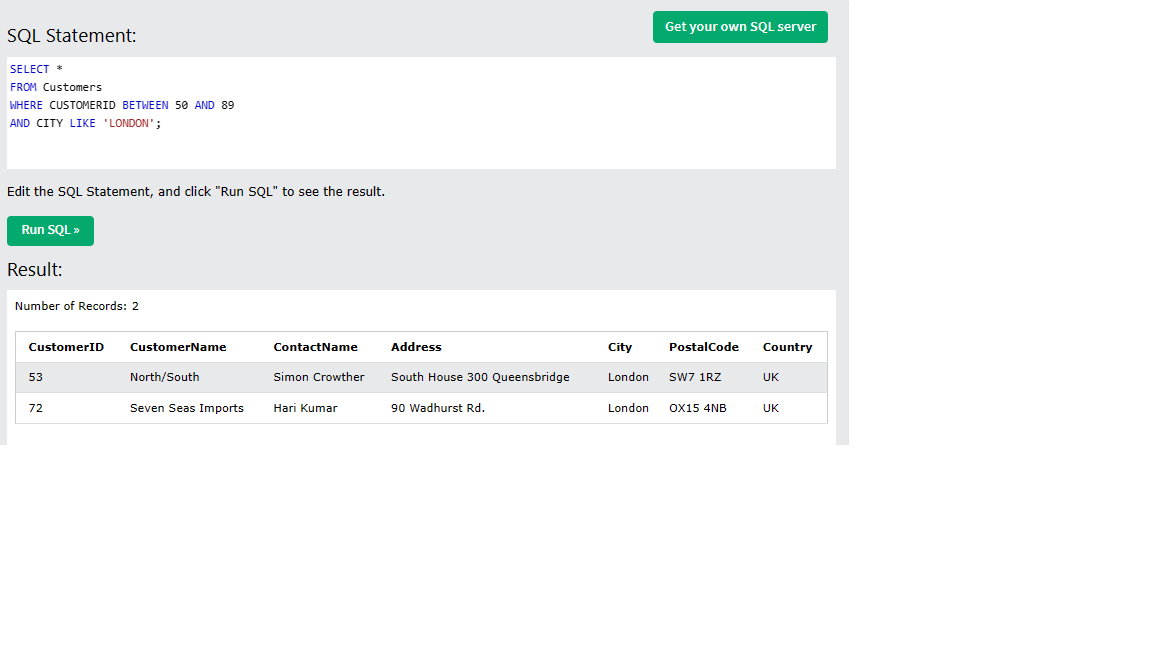 SQL Statement:
Get your own SQL server
SELECT *
FROM Customers
WHERE CUSTOMERID BETWEEN 50 AND 89
AND CITY LIKE 'LONDON';
Edit the SQL Statement, and click "Run SQL" to see the result.
Run SQL »
Result:
Number of Records: 2
CustomerID CustomerName ContactName Address City PostalCode Country
53 North/South Simon Crowther South House 300 Queensbridge London SW7 1RZ UK
72 Seven Seas Imports Hari Kumar 90 Wadhurst Rd. London OX15 4NB UK